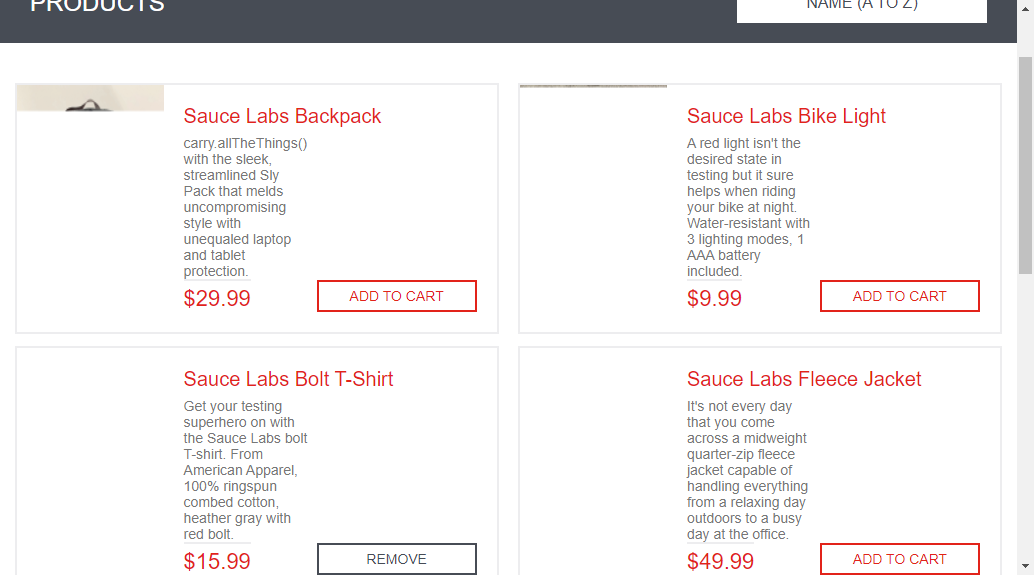 PRODUCTS
NAME (A TO Z)
Sauce Labs Backpack
carry.allTheThings()
with the sleek,
streamlined Sly
Pack that melds
uncompromising
style with
unequaled laptop
and tablet
protection.
$29.99
ADD TO CART
Sauce Labs Bike Light
A red light isn't the
desired state in
testing but it sure
helps when riding
your bike at night.
Water-resistant with
3 lighting modes, 1
AAA battery
included.
$9.99
ADD TO CART
Sauce Labs Bolt T-Shirt
Get your testing
superhero on with
the Sauce Labs bolt
T-shirt. From
American Apparel,
100% ringspun
combed cotton,
heather gray with
red bolt.
$15.99
REMOVE
Sauce Labs Fleece Jacket
It's not every day
that you come
across a midweight
quarter-zip fleece
jacket capable of
handling everything
from a relaxing day
outdoors to a busy
day at the office.
$49.99
ADD TO CART